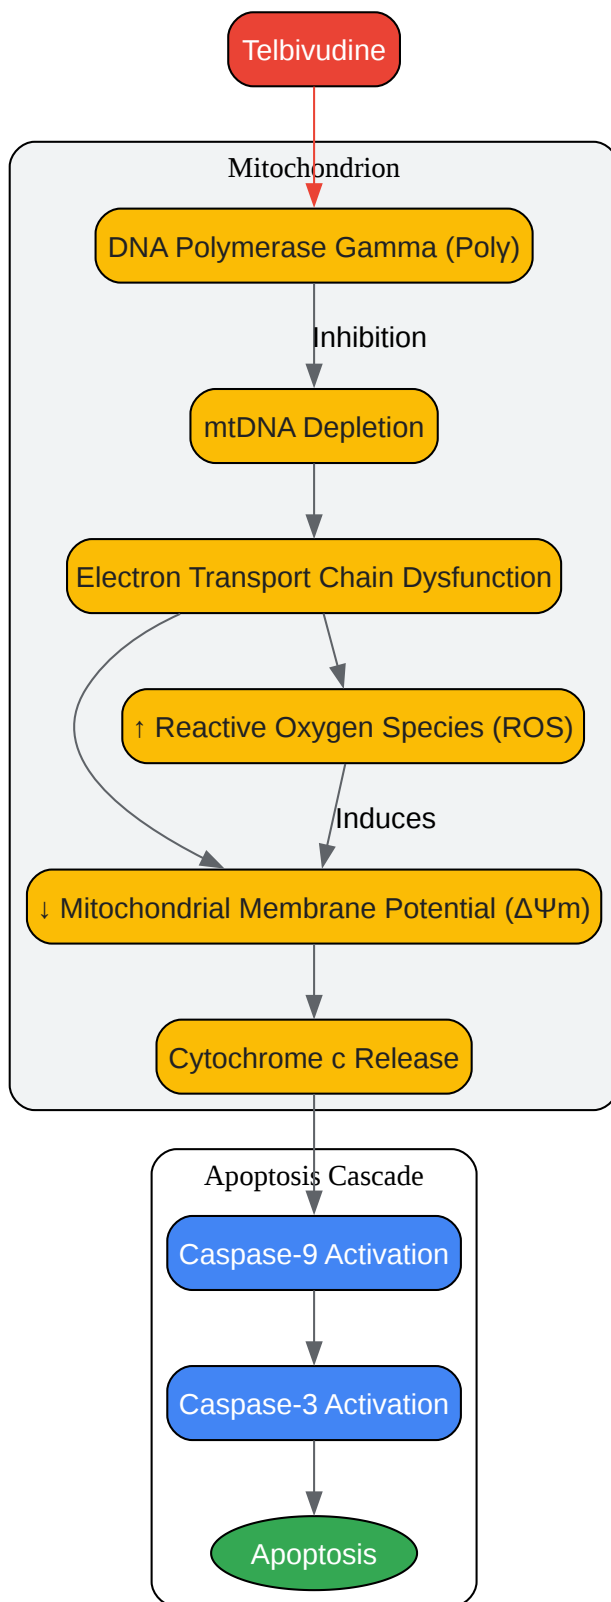 Telbivudine
Mitochondrion
DNA Polymerase Gamma (Polγ)
Inhibition
mtDNA Depletion
Electron Transport Chain Dysfunction
↑ Reactive Oxygen Species (ROS)
Induces
↓ Mitochondrial Membrane Potential (ΔΨm)
Cytochrome c Release
Apoptosis Cascade
Caspase-9 Activation
Caspase-3 Activation
Apoptosis